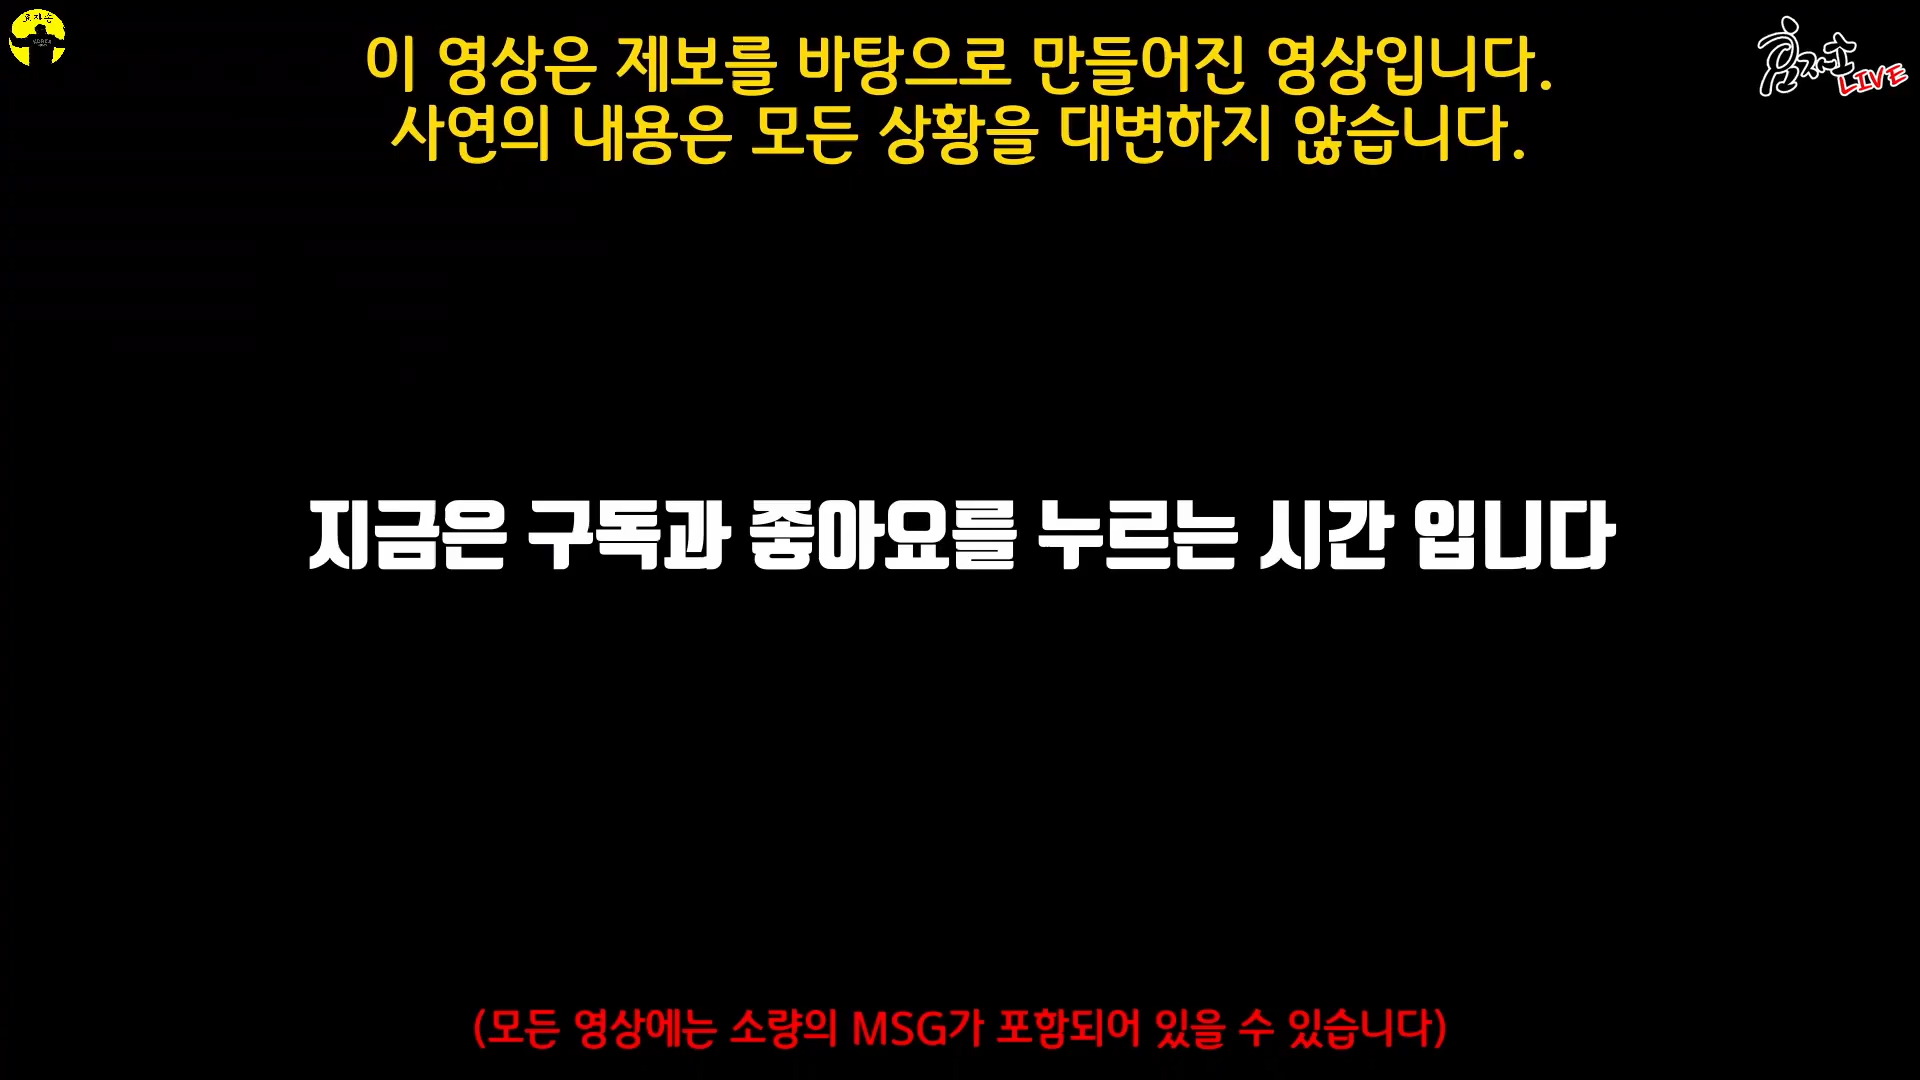 이 영상은 제보를 바탕으로 만들어진 영상입니다.
사연의 내용은 모든 상황을 대변하지 않습니다.
LIVE
지금은 구독과 좋아요를 누르는 시간 입니다
(모든 영상에는 소량의 MSG가 포함되어 있을 수 있습니다)